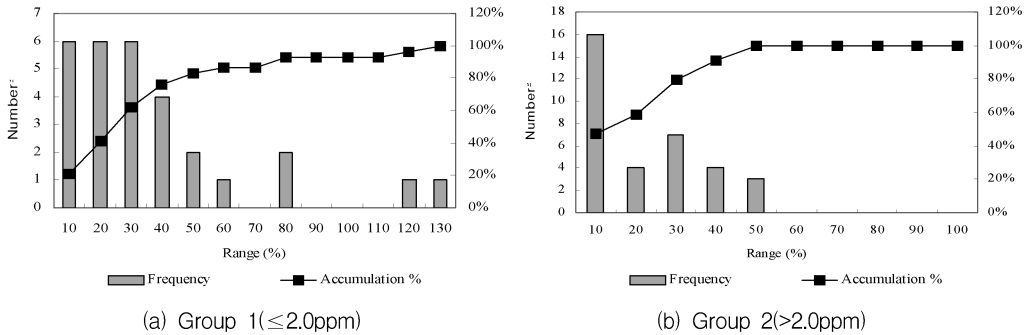 7 120%
6 100%
5 80%
4
3 60%
2 40%
1 20%
0 0%
Number
10 20 30 40 50 60 70 80 90 100 110 120 130
Range (%)
Frequency Accumulation %
(a) Group 1(≤2.0ppm)
18 120%
16
14 100%
12 80%
10
8 60%
6 40%
4
2 20%
0 0%
Number
10 20 30 40 50 60 70 80 90 100
Range (%)
Frequency Accumulation %
(b) Group 2(>2.0ppm)